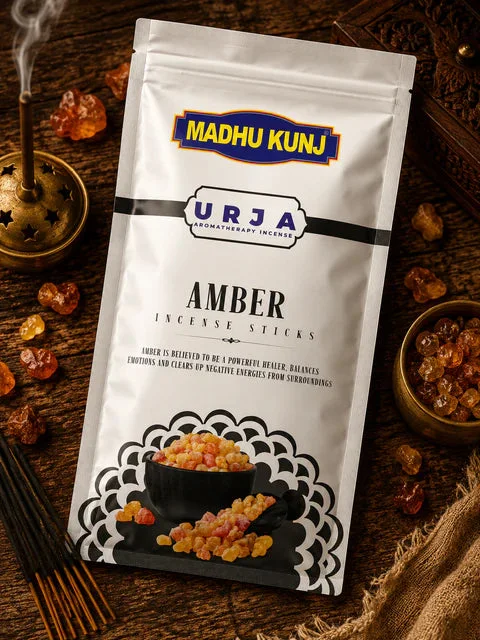 MADHU KUNJ
URJA
AROMATHERAPY INCENSE
AMBER
INCENSE STICKS
AMBER IS BELIEVED TO BE A POWERFUL HEALER, BALANCES
EMOTIONS AND CLEARS UP NEGATIVE ENERGIES FROM SURROUNDINGS